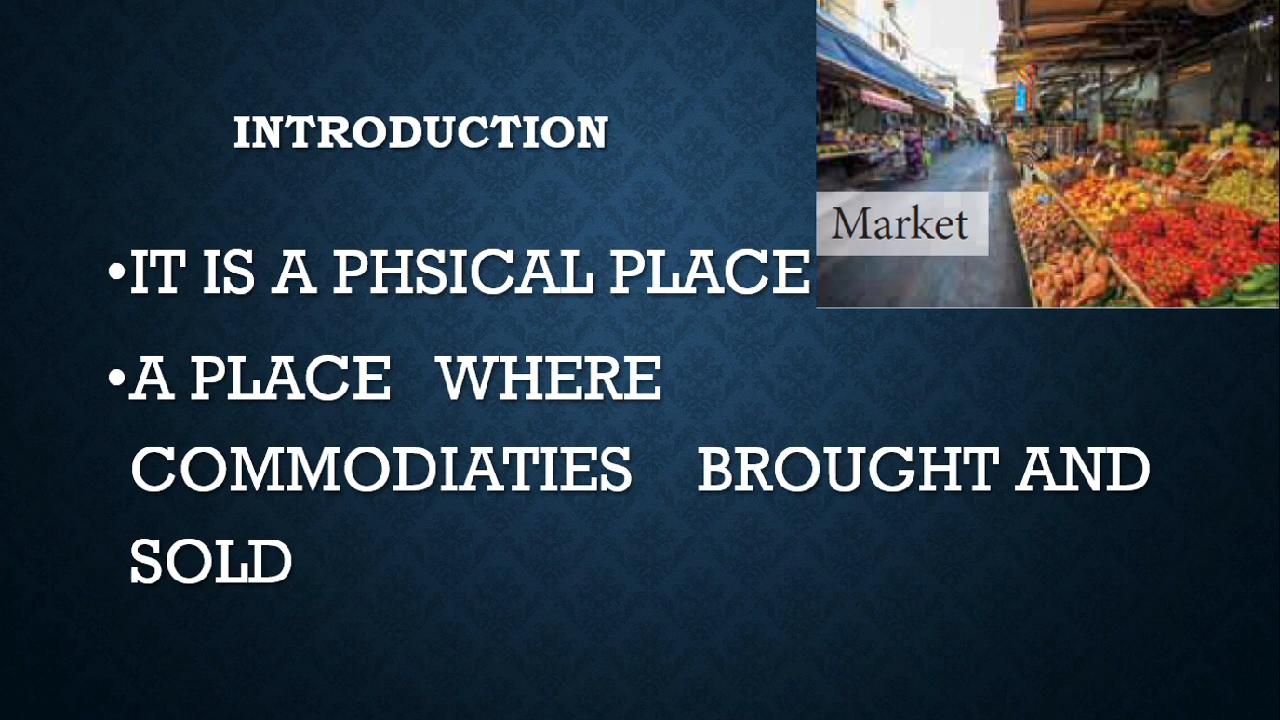 INTRODUCTION
Market
•IT IS A PHSICAL PLACE
•A PLACE WHERE
COMMODIATIES BROUGHT AND
SOLD